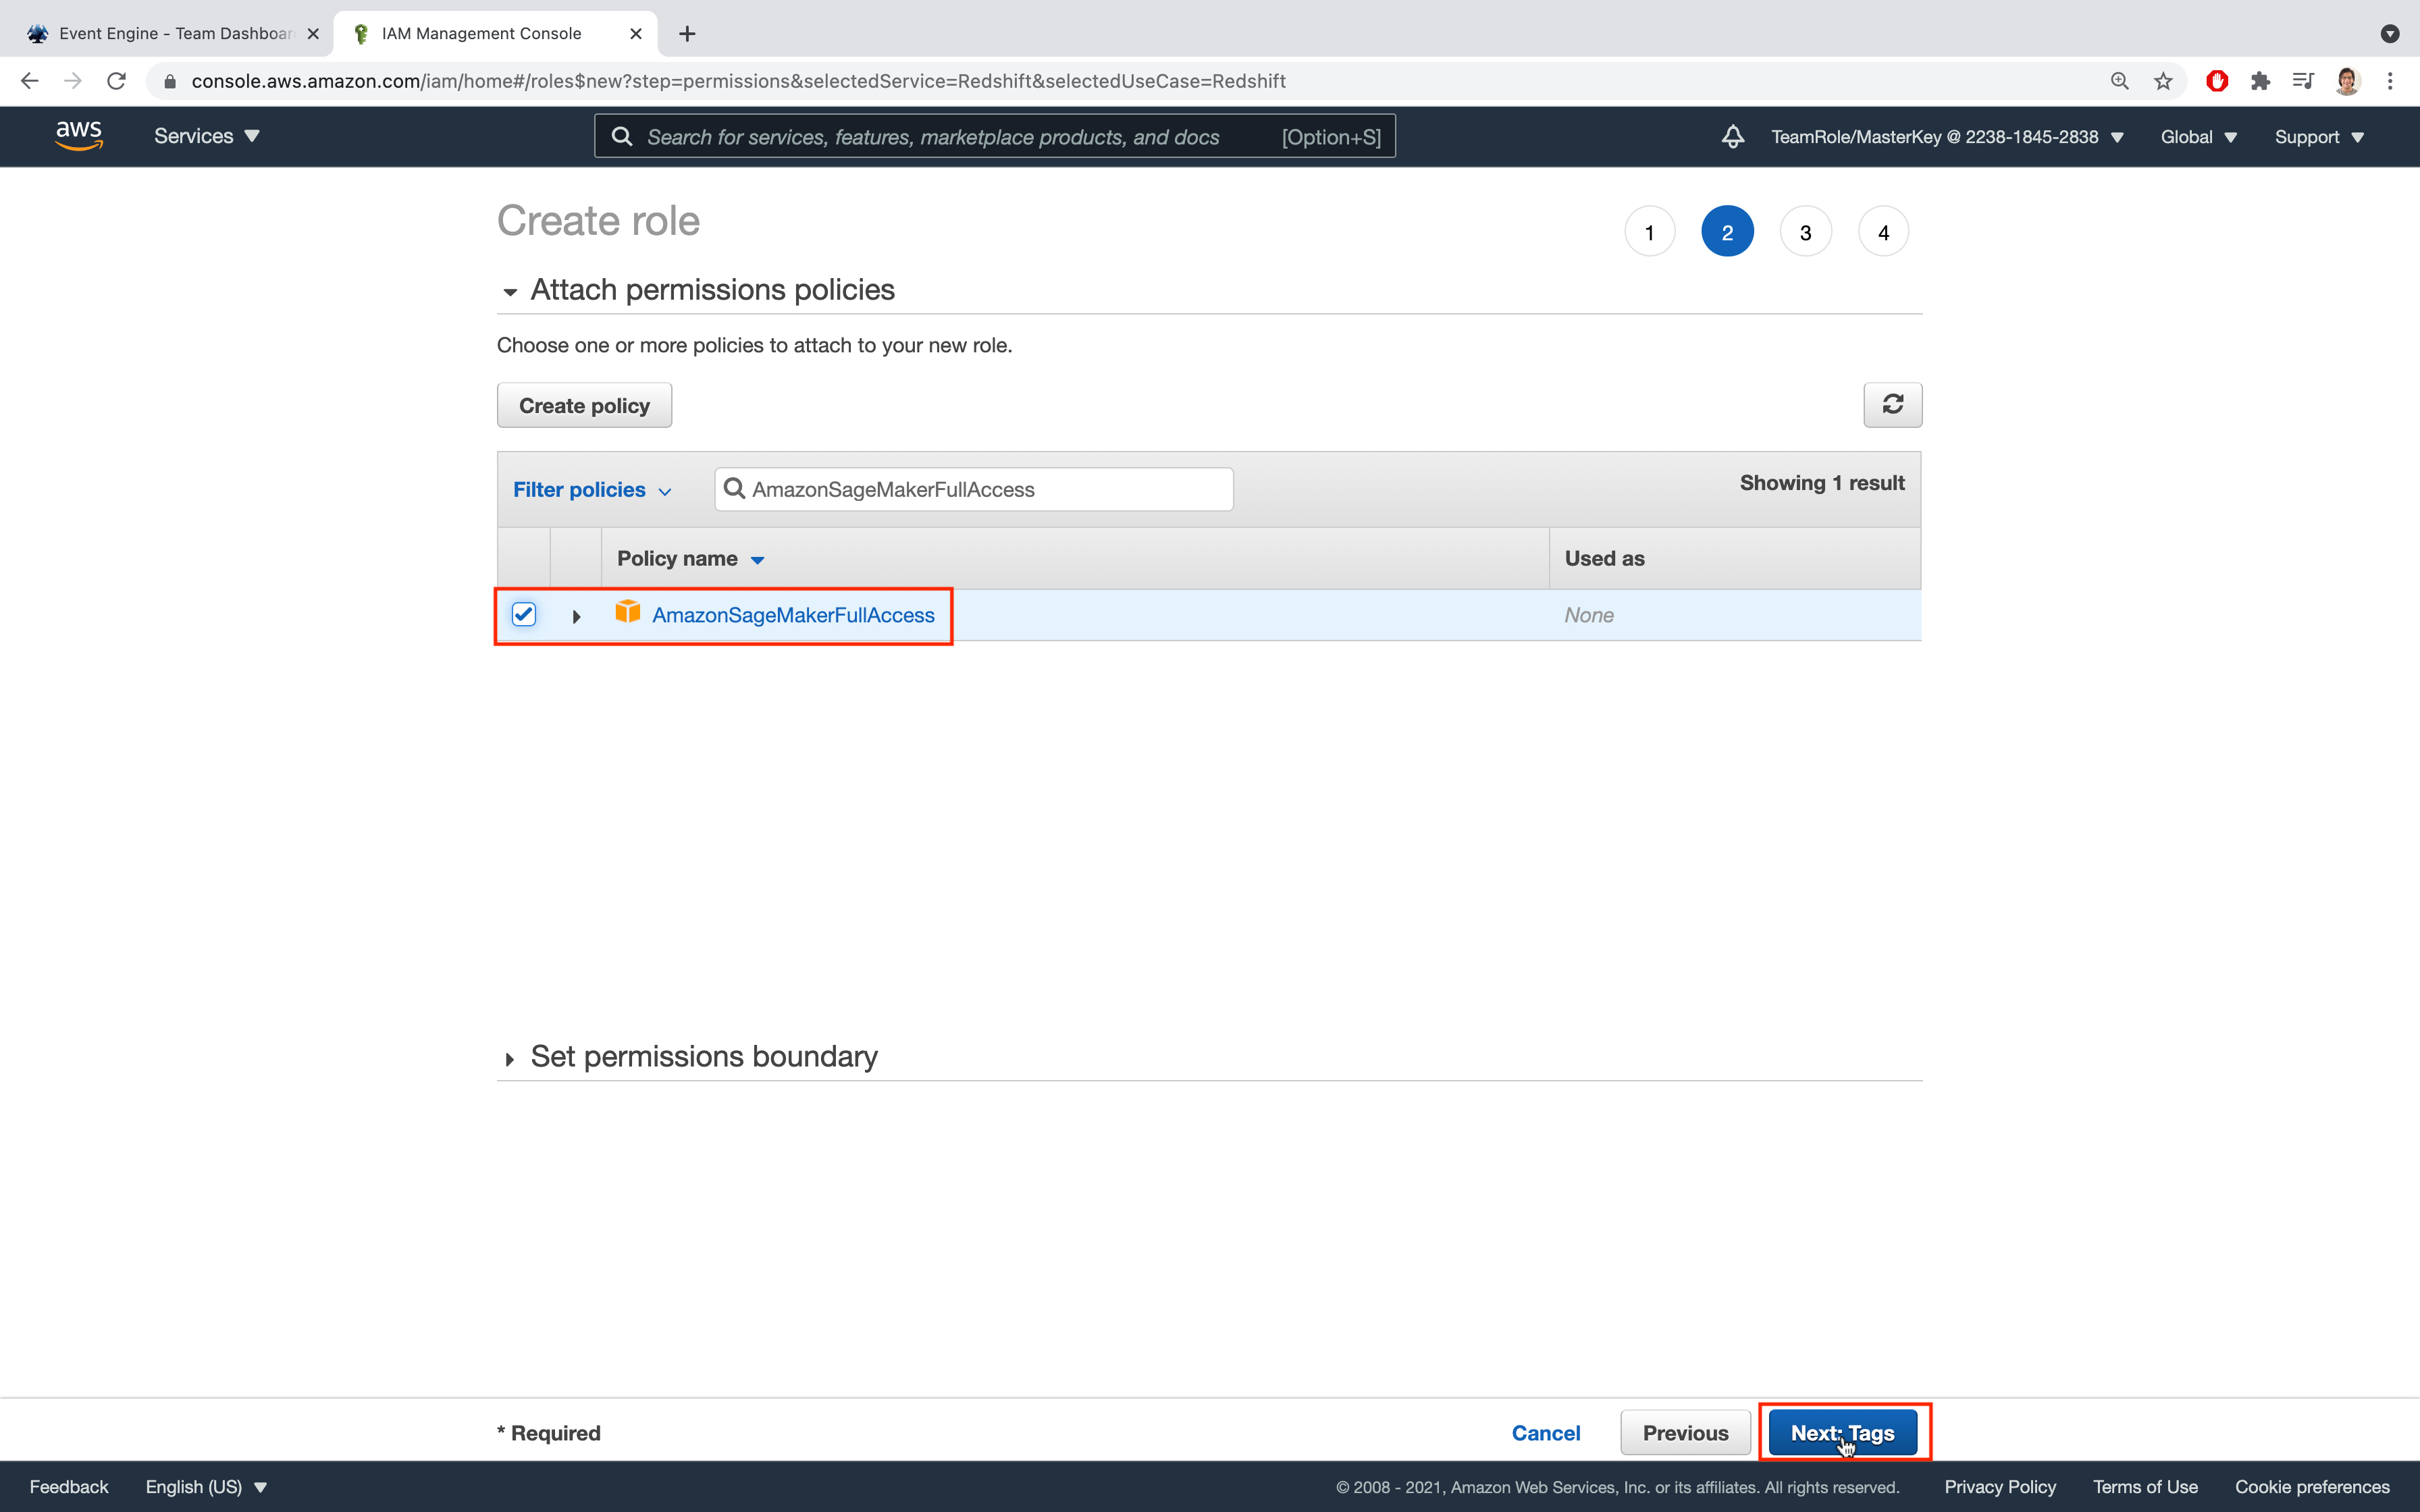 Event Engine - Team Dashboar
IAM Management Console
console.aws.amazon.com/iam/home#/roles$new?step=permissions&selectedService=Redshift&selectedUseCase=Redshift
aws
Services
Search for services, features, marketplace products, and docs
[Option+S]
TeamRole/MasterKey @ 2238-1845-2838
Global
Support
Create role
1
2
3
4
Attach permissions policies
Choose one or more policies to attach to your new role.
Create policy
Filter policies
AmazonSageMakerFullAccess
Showing 1 result
Policy name
Used as
AmazonSageMakerFullAccess
None
Set permissions boundary
* Required
Cancel
Previous
Next: Tags
Feedback
English (US)
© 2008 - 2021, Amazon Web Services, Inc. or its affiliates. All rights reserved.
Privacy Policy
Terms of Use
Cookie preferences